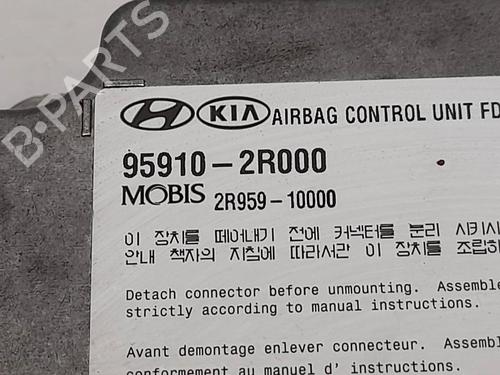 B-PARTS
HYUNDAI KIA AIRBAG CONTROL UNIT FD
95910-2R000
MOBIS 2R959-10000
이 장치를 떼어내기 전에 커넥터를 분리 시키시
안내 책자의 지침에 따라서만 이 장치를 조립하
Detach connector before unmounting. Assemble
strictly according to manual instructions.
Avant demontage enlever connecteur. Assembl
conformement au manuel d' instructions.